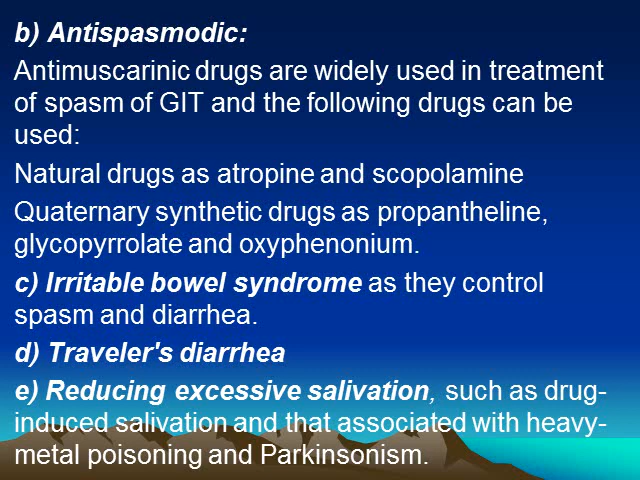 b) Antispasmodic:
Antimuscarinic drugs are widely used in treatment
of spasm of GIT and the following drugs can be
used:
Natural drugs as atropine and scopolamine
Quaternary synthetic drugs as propantheline,
glycopyrrolate and oxyphenonium.
c) Irritable bowel syndrome as they control
spasm and diarrhea.
d) Traveler's diarrhea
e) Reducing excessive salivation, such as drug-
induced salivation and that associated with heavy-
metal poisoning and Parkinsonism.